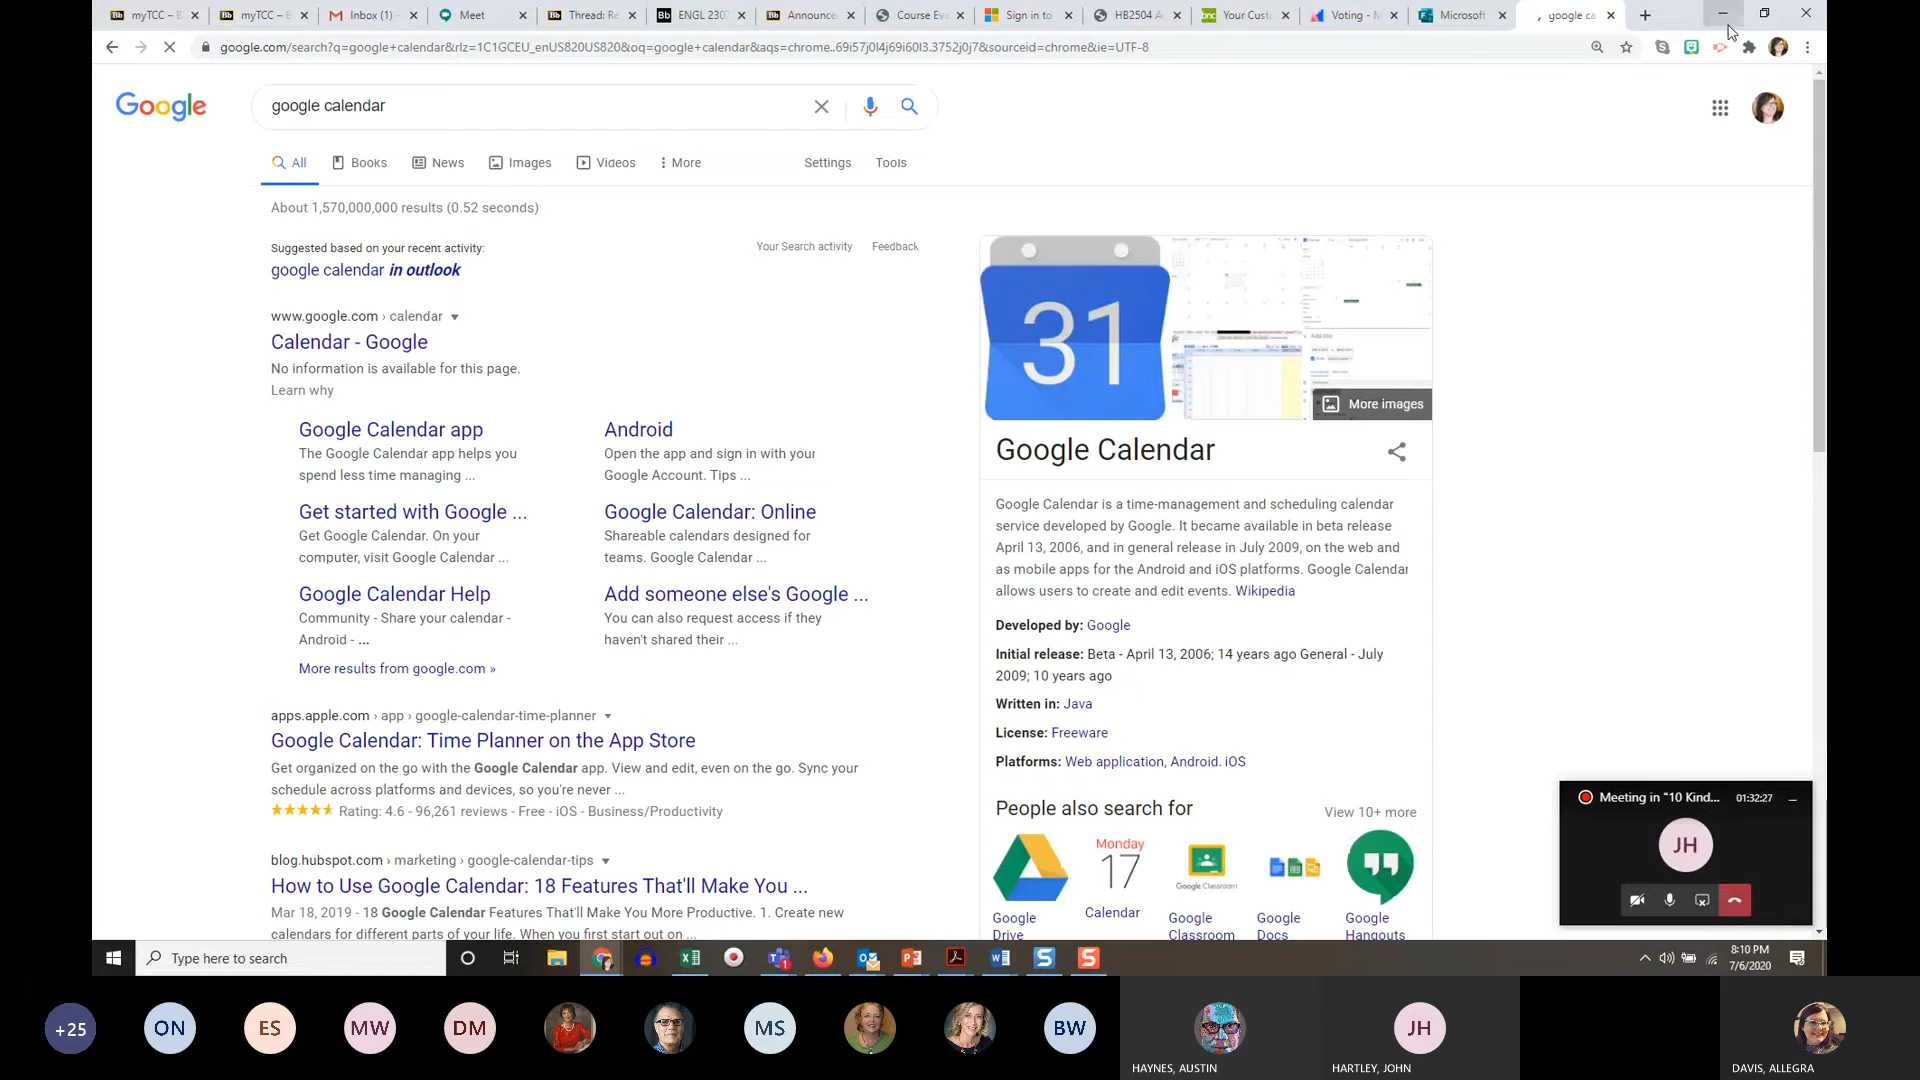 myTCC – B
myTCC – B
Inbox (1) -
Meet
Thread: Re
ENGL 2307
Announce
Course Eva
Sign in to
HB2504 A
Your Cust
Voting - M
Microsoft
google ca
google.com/search?q=google+calendar&rlz=1C1GCEU_enUS820US820&oq=google+calendar&aqs=chrome..69i57j0l4j69i60l3.3752j0j7&sourceid=chrome&ie=UTF-8
Google
google calendar
All
Books
News
Images
Videos
More
Settings
Tools
About 1,570,000,000 results (0.52 seconds)
Suggested based on your recent activity:
Your Search activity
Feedback
google calendar in outlook
www.google.com › calendar
Calendar - Google
No information is available for this page.
Learn why
Google Calendar app
The Google Calendar app helps you
spend less time managing ...
Android
Open the app and sign in with your
Google Account. Tips ...
Get started with Google ...
Get Google Calendar. On your
computer, visit Google Calendar ...
Google Calendar: Online
Shareable calendars designed for
teams. Google Calendar ...
Google Calendar Help
Community - Share your calendar -
Android - ...
Add someone else's Google ...
You can also request access if they
haven't shared their ...
More results from google.com »
apps.apple.com › app › google-calendar-time-planner
Google Calendar: Time Planner on the App Store
Get organized on the go with the Google Calendar app. View and edit, even on the go. Sync your
schedule across platforms and devices, so you're never ...
Rating: 4.6 - 96,261 reviews - Free - iOS - Business/Productivity
blog.hubspot.com › marketing › google-calendar-tips
How to Use Google Calendar: 18 Features That'll Make You ...
Mar 18, 2019 - 18 Google Calendar Features That'll Make You More Productive. 1. Create new
calendars for different parts of your life. When you first start out on ...
31
More images
Google Calendar
Google Calendar is a time-management and scheduling calendar
service developed by Google. It became available in beta release
April 13, 2006, and in general release in July 2009, on the web and
as mobile apps for the Android and iOS platforms. Google Calendar
allows users to create and edit events. Wikipedia
Developed by: Google
Initial release: Beta - April 13, 2006; 14 years ago General - July
2009; 10 years ago
Written in: Java
License: Freeware
Platforms: Web application, Android. iOS
People also search for
View 10+ more
Google
Drive
Monday
17
Calendar
Google Classroom
Google
Classroom
Google
Docs
Google
Hangouts
Meeting in "10 Kind...
01:32:27
JH
Type here to search
8:10 PM
7/6/2020
+25
ON
ES
MW
DM
MS
BW
HAYNES, AUSTIN
JH
HARTLEY, JOHN
DAVIS, ALLEGRA